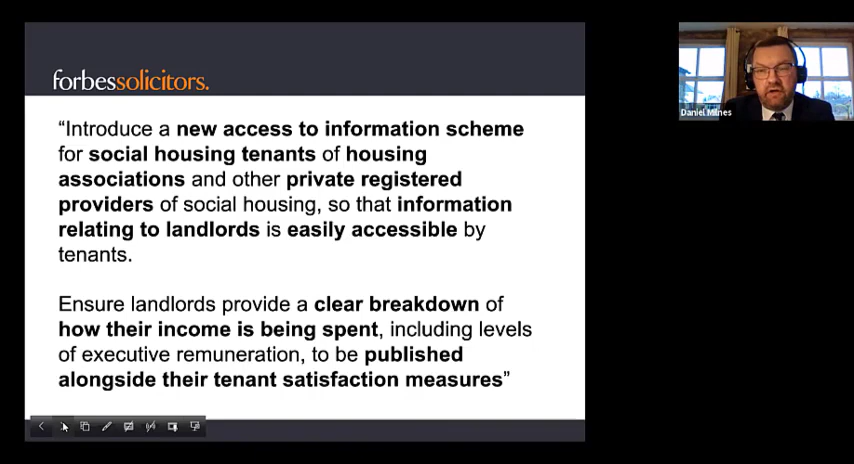 forbessolicitors.
“Introduce a new access to information scheme
for social housing tenants of housing
associations and other private registered
providers of social housing, so that information
relating to landlords is easily accessible by
tenants.
Ensure landlords provide a clear breakdown of
how their income is being spent, including levels
of executive remuneration, to be published
alongside their tenant satisfaction measures”
Daniel Milnes